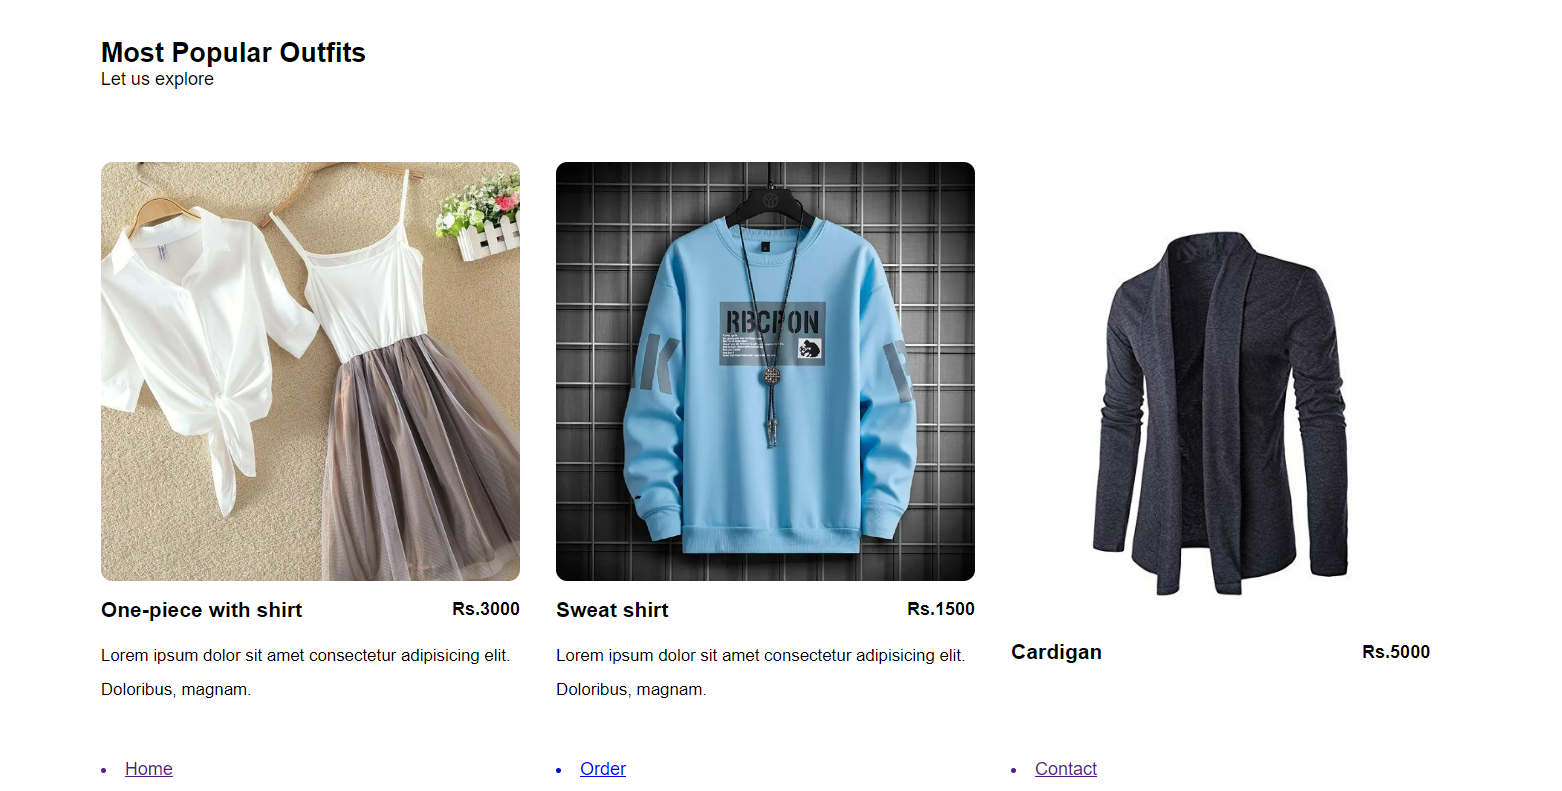 Most Popular Outfits
Let us explore
RBCPON
K
One-piece with shirt Rs.3000
Lorem ipsum dolor sit amet consectetur adipisicing elit.
Doloribus, magnam.
Sweat shirt Rs.1500
Lorem ipsum dolor sit amet consectetur adipisicing elit.
Doloribus, magnam.
Cardigan Rs.5000
• Home
• Order
• Contact